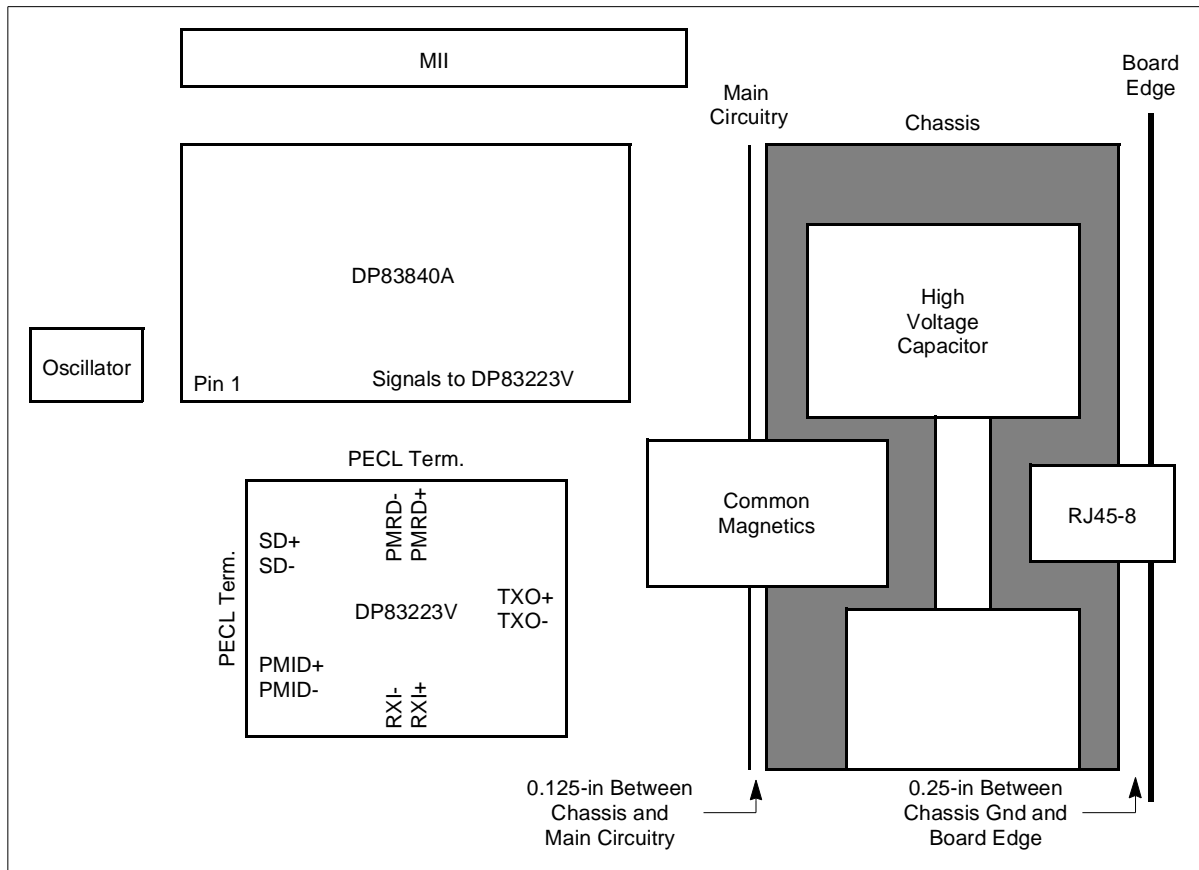 MII
Board
Edge
Main
Circuitry
Chassis
DP83840A
High
Voltage
Capacitor
Oscillator
Pin 1
Signals to DP83223V
PECL Term.
Common
Magnetics
RJ45-8
PECL Term.
SD+
SD-
PMRD-
PMRD+
DP83223V
TXO+
TXO-
PMID+
PMID-
RXI-
RXI+
0.125-in Between
Chassis and
Main Circuitry
0.25-in Between
Chassis Gnd and
Board Edge